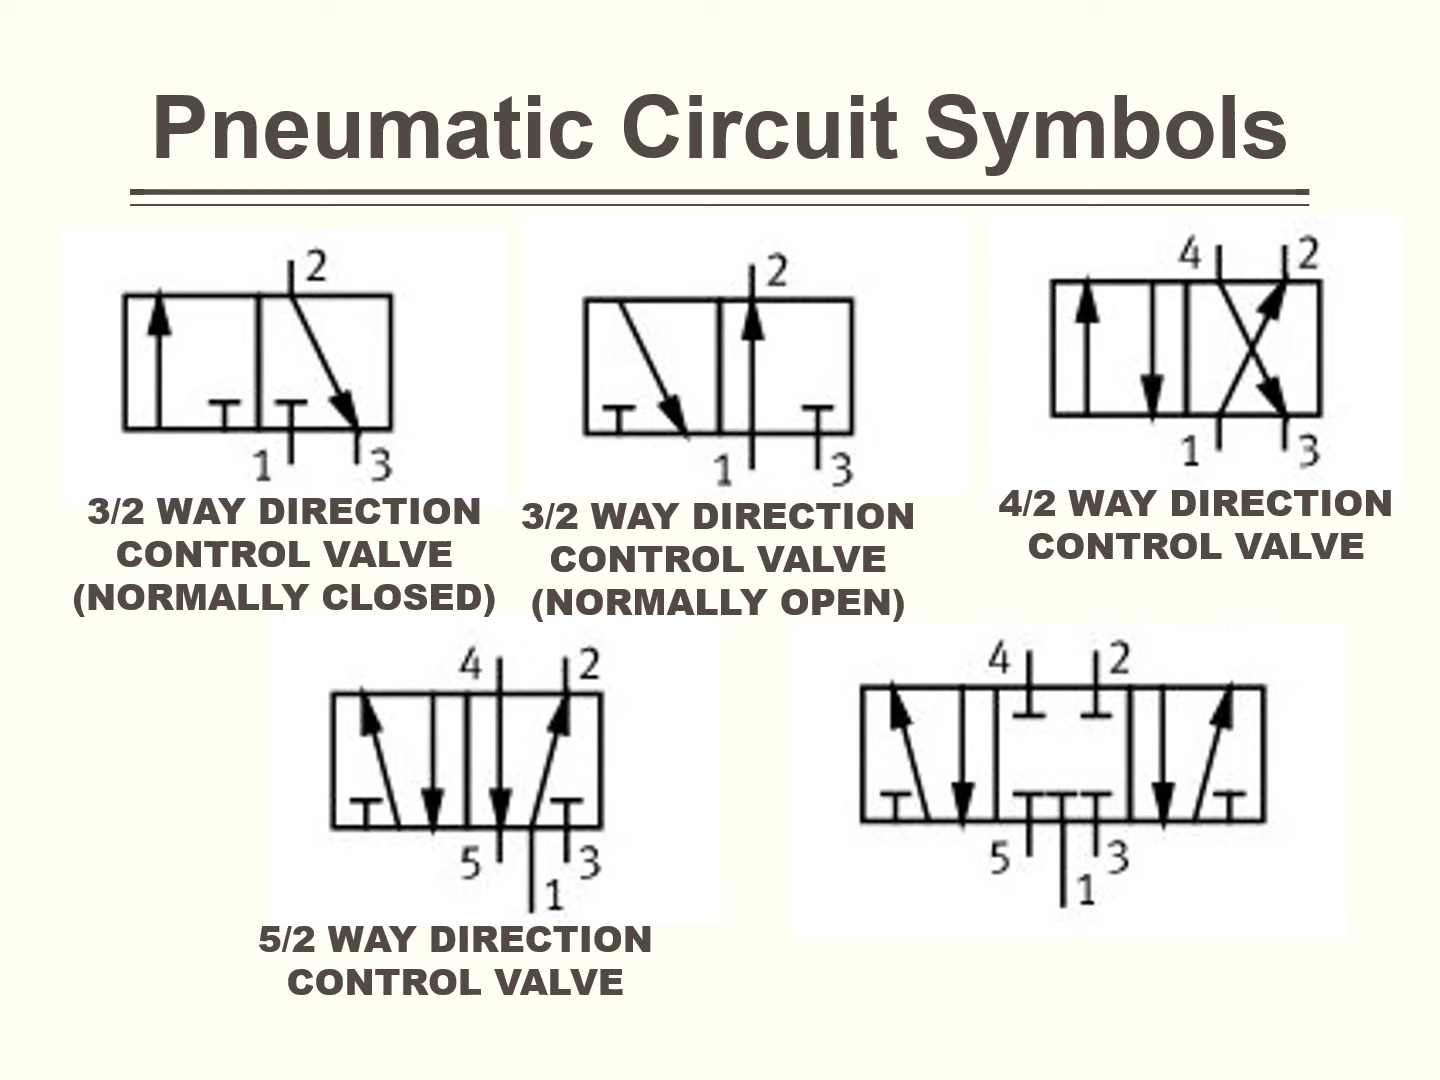 Pneumatic Circuit Symbols
2
1 3
3/2 WAY DIRECTION
CONTROL VALVE
(NORMALLY CLOSED)
2
1 3
3/2 WAY DIRECTION
CONTROL VALVE
(NORMALLY OPEN)
4 2
1 3
4/2 WAY DIRECTION
CONTROL VALVE
4 2
5 3
1
5/2 WAY DIRECTION
CONTROL VALVE
4 2
5 3
1